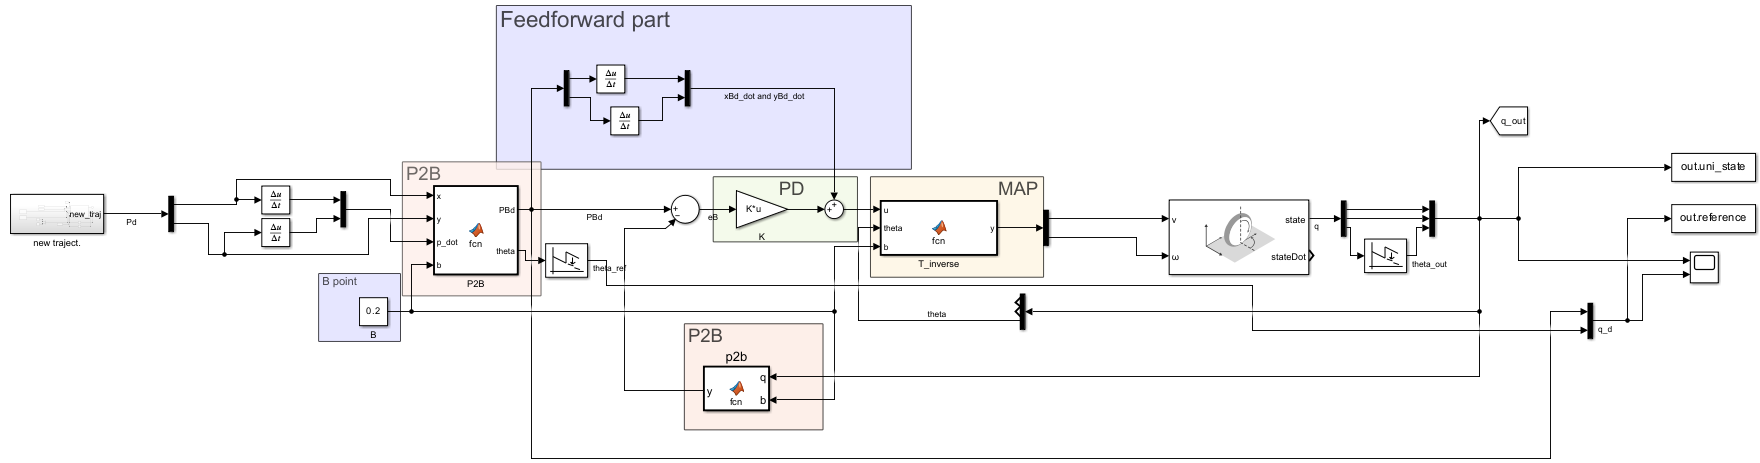 Feedforward part
Δu
Δt
Δu
Δt
xBd_dot and yBd_dot
q_out
out.uni_state
P2B
PD
MAP
new_traj
Pd
new traject.
Δu
Δt
Δu
Δt
x
y
p_dot
b
fcn
PBd
theta
P2B
PBd
+
−
eB
K*u
K
+
+
u
theta
b
fcn
y
T_inverse
v
ω
state
stateDot
q
theta_out
out.reference
theta_ref
B point
0.2
B
theta
q_d
P2B
p2b
y
fcn
q
b